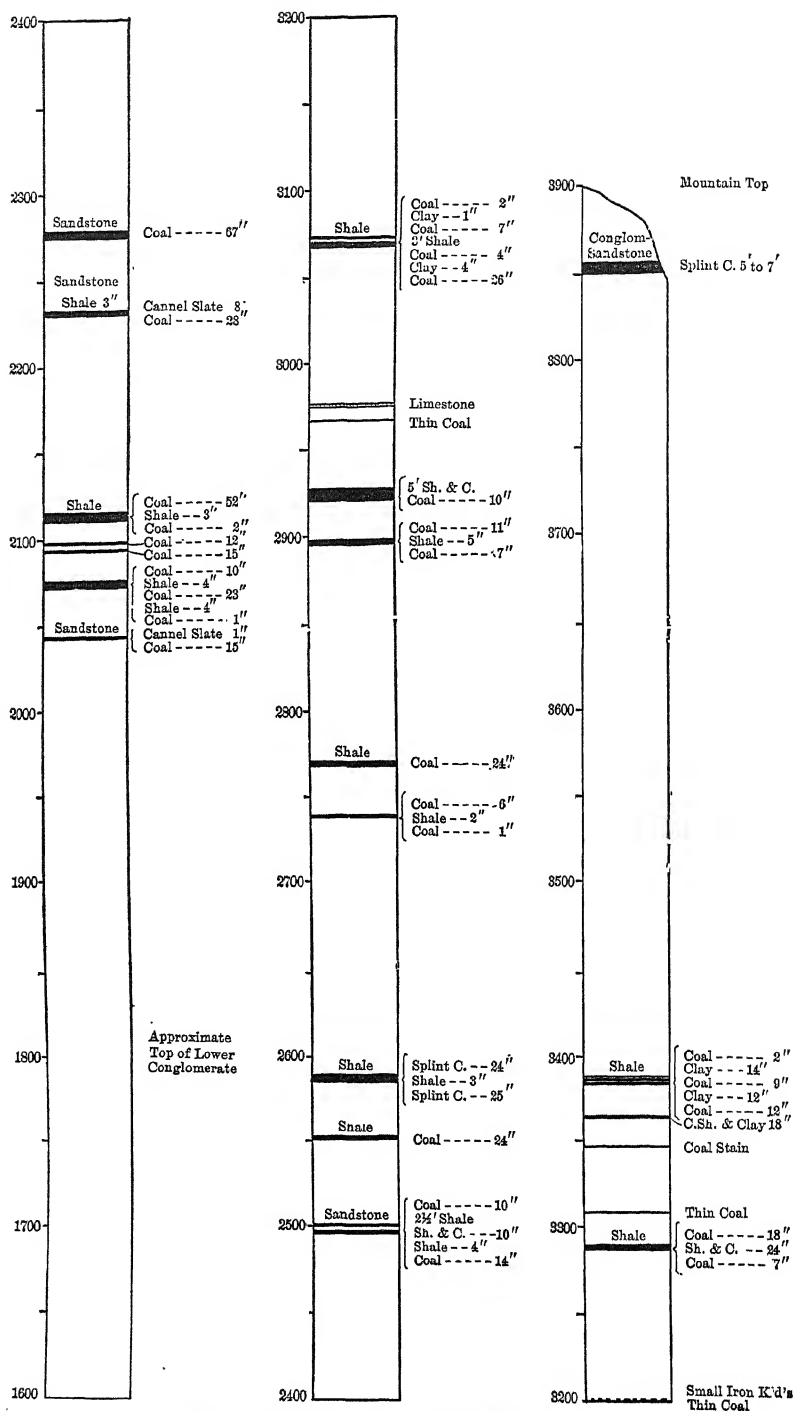 2400
Sandstone
Coal ------ 67"
2300
Sandstone
Shale 3"
Cannel Slate 8"
Coal ----- 23"
2200
Shale
Coal ----- 52"
Shale -- 3"
Coal ------ 2"
Coal ----- 12"
2100
Coal ----- 15"
Coal ----- 10"
Shale -- 4"
Coal ----- 23"
Shale -- 4"
Coal ------ 1"
Sandstone
Cannel Slate 1"
Coal ----- 15"
2000
1900
Approximate
Top of Lower
Conglomerate
1800
1700
1600
3200
3100
Shale
Coal ------ 2"
Clay -- 1"
Coal ------ 7"
Shale
Coal ------ 4"
Clay -- 4"
Coal ----- 26"
3000
Limestone
Thin Coal
5' Sh. & C.
Coal ----- 10"
2900
Coal ----- 11"
Shale -- 5"
Coal ------ 7"
2800
Shale
Coal ------ 24"
Coal ------ 6"
Shale -- 2"
Coal ------ 1"
2700
2600
Shale
Splint C. -- 24"
Shale -- 3"
Splint C. -- 25"
Shale
Coal ------ 24"
2500
Sandstone
Coal ------ 10"
2½' Shale
Sh. & C. --- 10"
Shale -- 4"
Coal ------ 14"
2400
3900
Mountain Top
Conglom-
Sandstone
Splint C. 5' to 7'
3800
3700
3600
3500
3400
Shale
Coal ------ 2"
Clay ---- 14"
Coal ------ 9"
Clay --- 12"
Coal ------ 12"
C.Sh. & Clay 18"
Coal Stain
Thin Coal
3300
Shale
Coal ------ 18"
Sh. & C. --- 24"
Coal ------ 7"
3200
Small Iron K'd's
Thin Coal